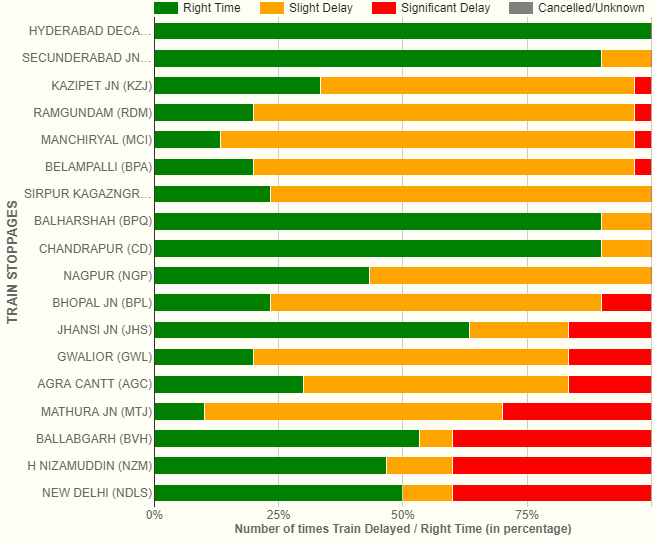 Right Time Slight Delay Significant Delay Cancelled/Unknown
HYDERABAD DECA...
SECUNDERABAD JN...
KAZIPET JN (KZJ)
RAMGUNDAM (RDM)
MANCHIRYAL (MCI)
BELAMPALLI (BPA)
SIRPUR KAGAZNGR...
BALHARSHAH (BPQ)
CHANDRAPUR (CD)
NAGPUR (NGP)
BHOPAL JN (BPL)
JHANSI JN (JHS)
GWALIOR (GWL)
AGRA CANTT (AGC)
MATHURA JN (MTJ)
BALLABGARH (BVH)
H NIZAMUDDIN (NZM)
NEW DELHI (NDLS)
TRAIN STOPPAGES
0% 25% 50% 75%
Number of times Train Delayed / Right Time (in percentage)